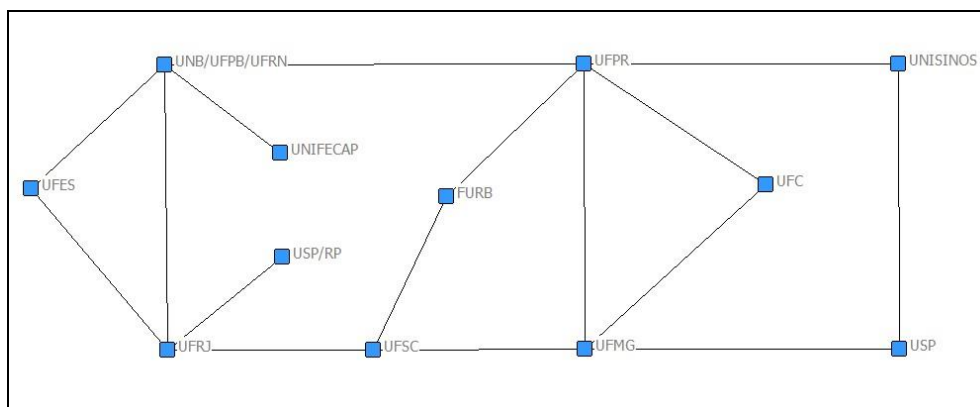 UNB/UFPB/UFRN
UFPR
UNISINOS
UNIFECAP
UFES
FURB
UFC
USP/RP
UFRJ
UFSC
UFMG
USP